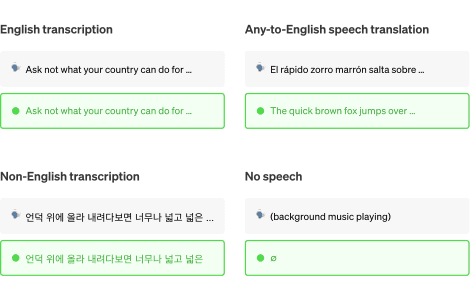 English transcription
Ask not what your country can do for ...
Ask not what your country can do for ...
Any-to-English speech translation
El rápido zorro marrón salta sobre ...
The quick brown fox jumps over ...
Non-English transcription
언덕 위에 올라 내려다보면 너무나 넓고 넓은 ...
언덕 위에 올라 내려다보면 너무나 넓고 넓은
No speech
(background music playing)
∅